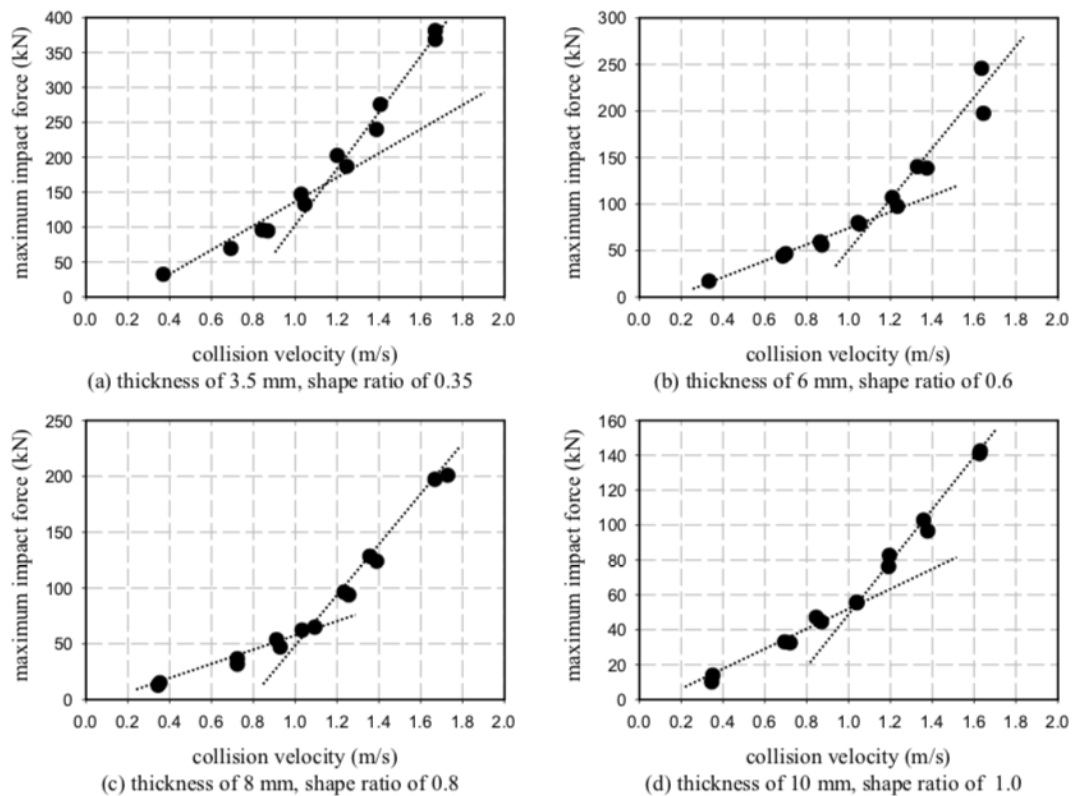 maximum impact force (kN)
400
350
300
250
200
150
100
50
0
0.0 0.2 0.4 0.6 0.8 1.0 1.2 1.4 1.6 1.8 2.0
collision velocity (m/s)
(a) thickness of 3.5 mm, shape ratio of 0.35
maximum impact force (kN)
300
250
200
150
100
50
0
0.0 0.2 0.4 0.6 0.8 1.0 1.2 1.4 1.6 1.8 2.0
collision velocity (m/s)
(b) thickness of 6 mm, shape ratio of 0.6
maximum impact force (kN)
250
200
150
100
50
0
0.0 0.2 0.4 0.6 0.8 1.0 1.2 1.4 1.6 1.8 2.0
collision velocity (m/s)
(c) thickness of 8 mm, shape ratio of 0.8
maximum impact force (kN)
160
140
120
100
80
60
40
20
0
0.0 0.2 0.4 0.6 0.8 1.0 1.2 1.4 1.6 1.8 2.0
collision velocity (m/s)
(d) thickness of 10 mm, shape ratio of 1.0